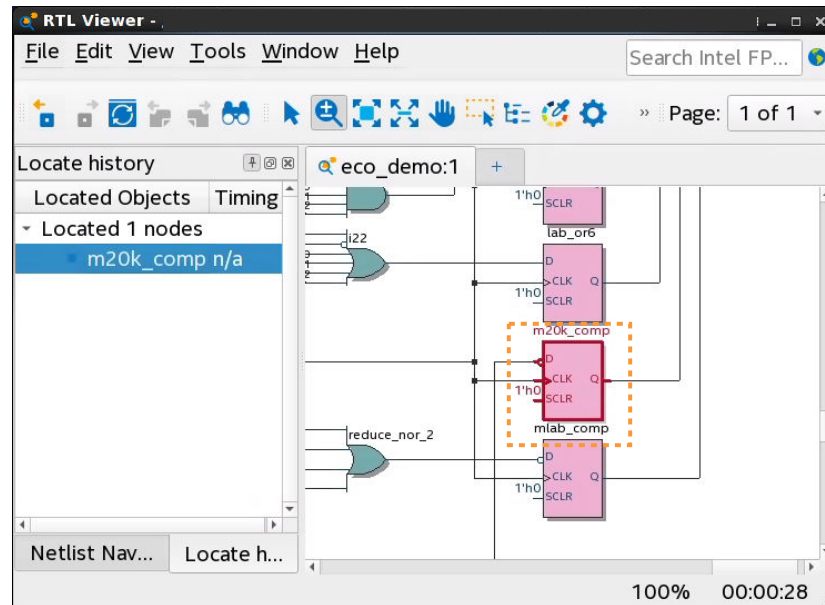 RTL Viewer -
File Edit View Tools Window Help
Search Intel FP...
» Page: 1 of 1
Locate history
eco_demo:1 +
Located Objects Timing
Located 1 nodes
m20k_comp n/a
1'h0
SCLR
lab_or6
i22
D
CLK Q
1'h0
SCLR
m20k_comp
D
CLK Q
1'h0
SCLR
mlab_comp
reduce_nor_2
D
CLK Q
1'h0
SCLR
Netlist Nav... Locate h...
100% 00:00:28